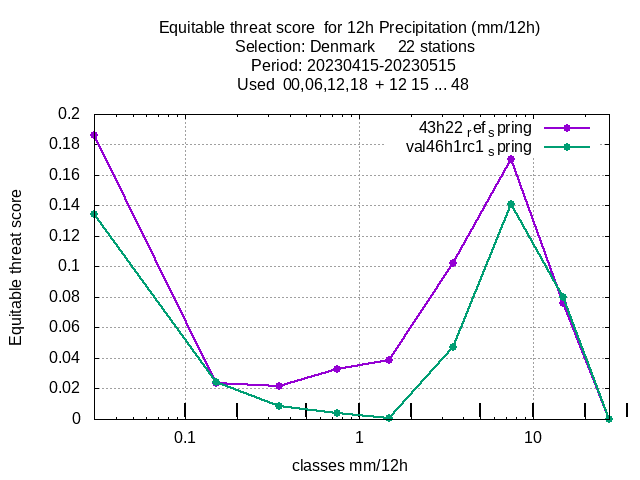 Equitable threat score for 12h Precipitation (mm/12h)
Selection: Denmark 22 stations
Period: 20230415-20230515
Used 00,06,12,18 + 12 15 ... 48
43h22 ref spring
val46h1rc1 spring
Equitable threat score
0.2
0.18
0.16
0.14
0.12
0.1
0.08
0.06
0.04
0.02
0
0.1 1 10
classes mm/12h